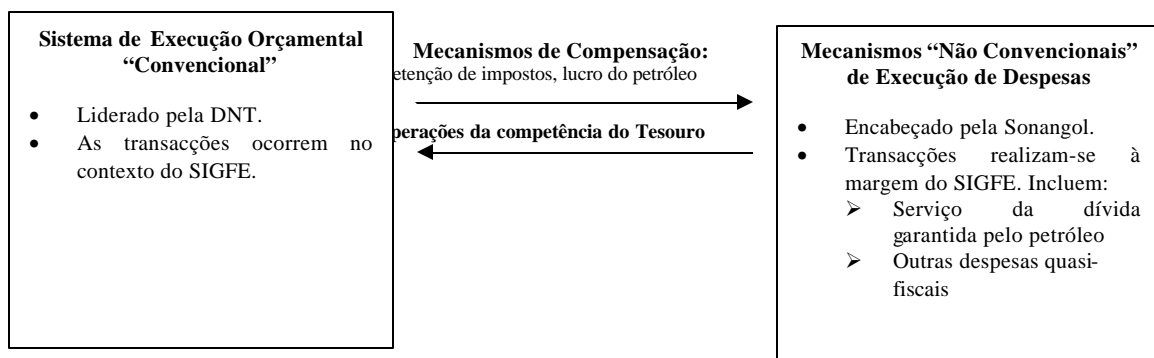 Sistema de Execução Orçamental
“Convencional”
• Liderado pela DNT.
• As transacções ocorrem no
contexto do SIGFE.
Mecanismos de Compensação:
etenção de impostos, lucro do petróleo
perações da competência do Tesouro
Mecanismos “Não Convencionais”
de Execução de Despesas
• Encabeçado pela Sonangol.
• Transacções realizam-se à
margem do SIGFE. Incluem:
➢ Serviço da dívida
garantida pelo petróleo
➢ Outras despesas quasi-
fiscais